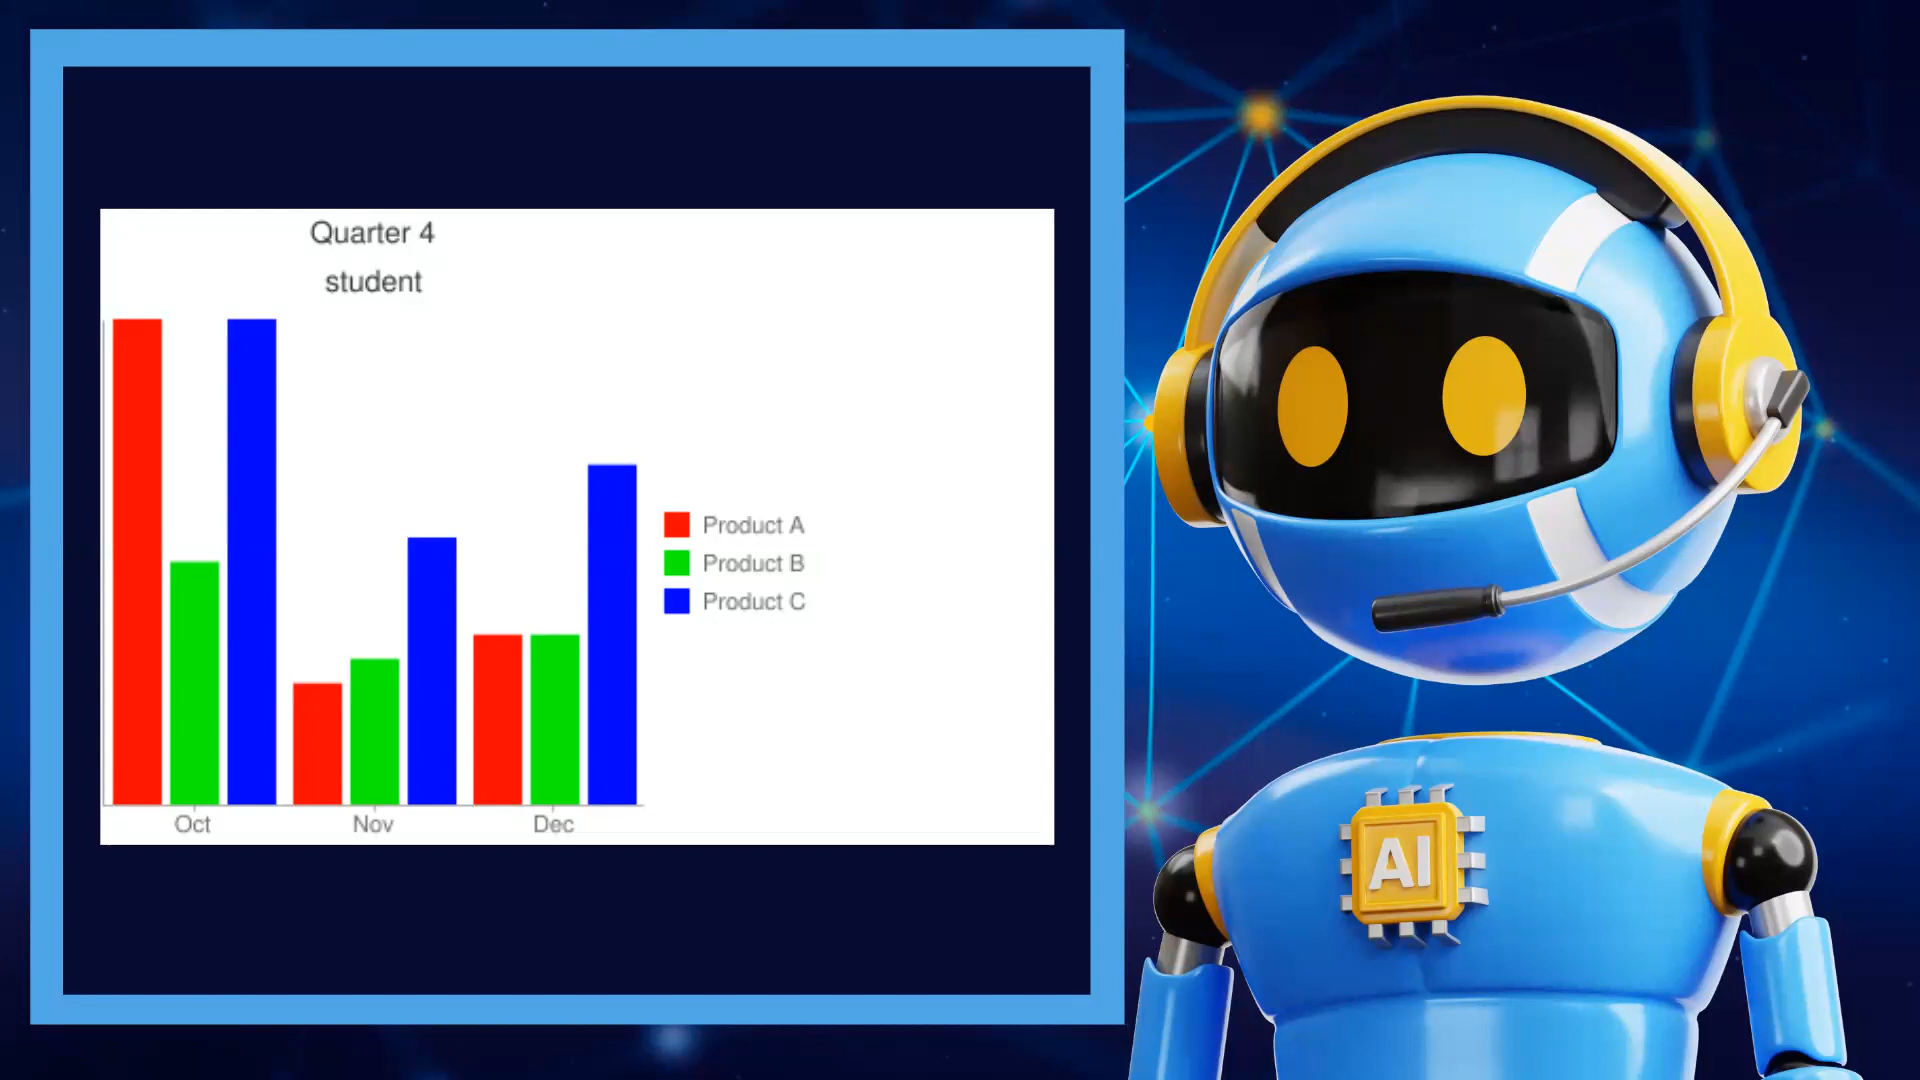 Quarter 4
student
Product A
Product B
Product C
Oct Nov Dec
AI